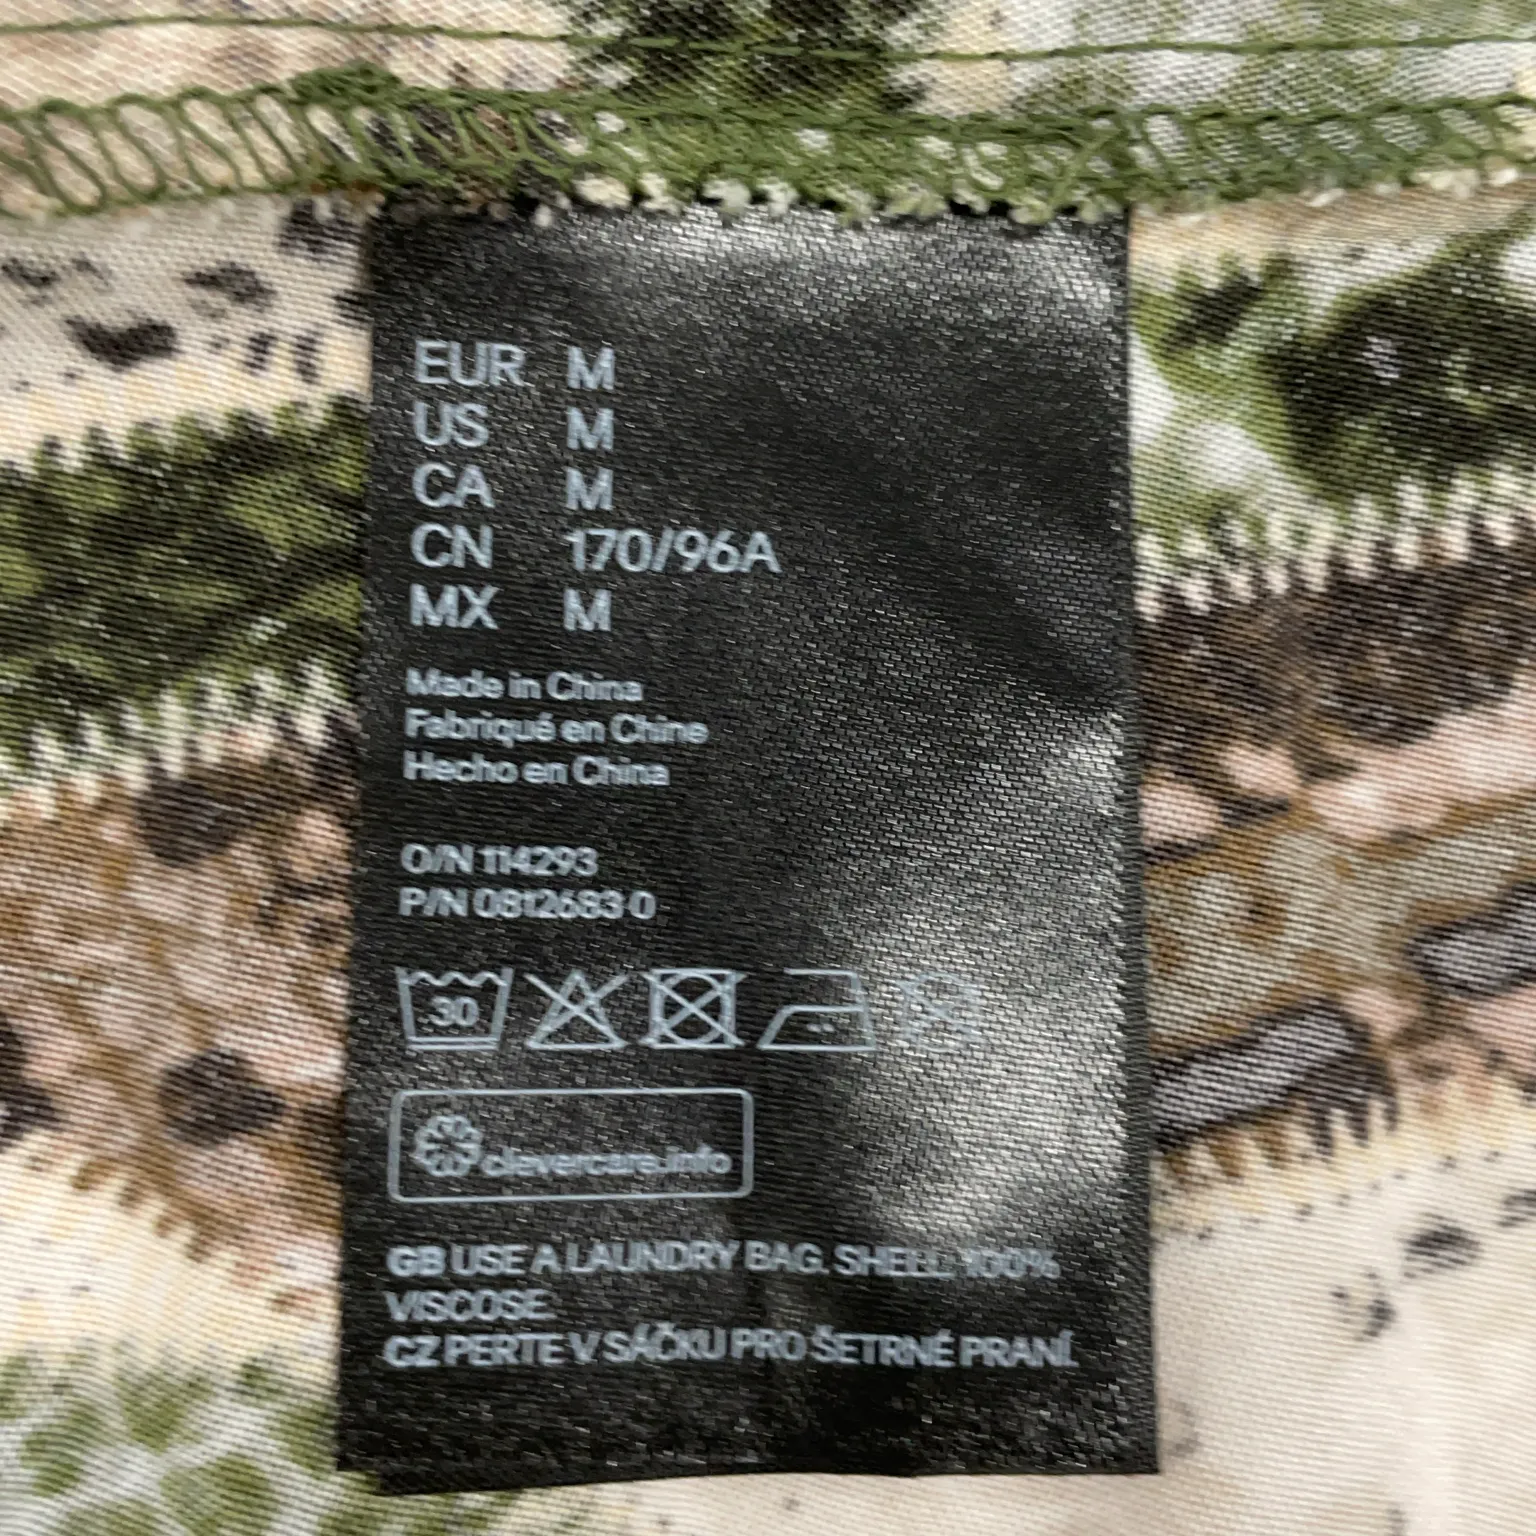 EUR M
US M
CA M
CN 170/96A
MX M
Made in China
Fabriqué en Chine
Hecho en China
O/N 114293
P/N 0812683 0
30
clevercare.info
GB USE A LAUNDRY BAG. SHELL: 100%
VISCOSE.
CZ PERTE V SÁČKU PRO ŠETRNÉ PRANÍ.